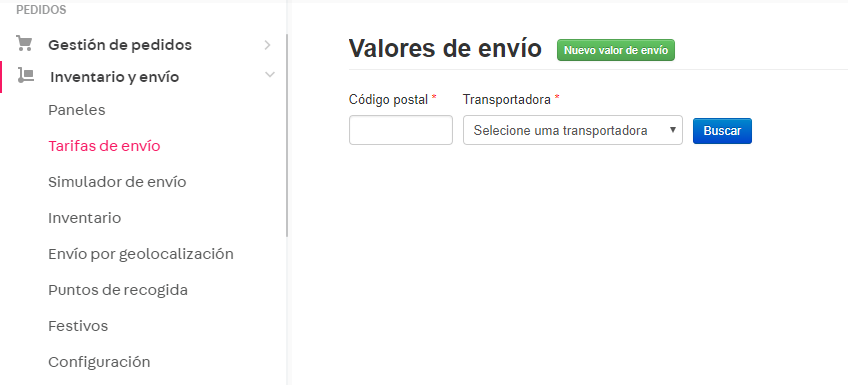 PEDIDOS
Gestión de pedidos
Inventario y envío
Paneles
Tarifas de envío
Simulador de envío
Inventario
Envío por geolocalización
Puntos de recogida
Festivos
Configuración
Valores de envío Nuevo valor de envío
Código postal * Transportadora *
Selecione uma transportadora Buscar